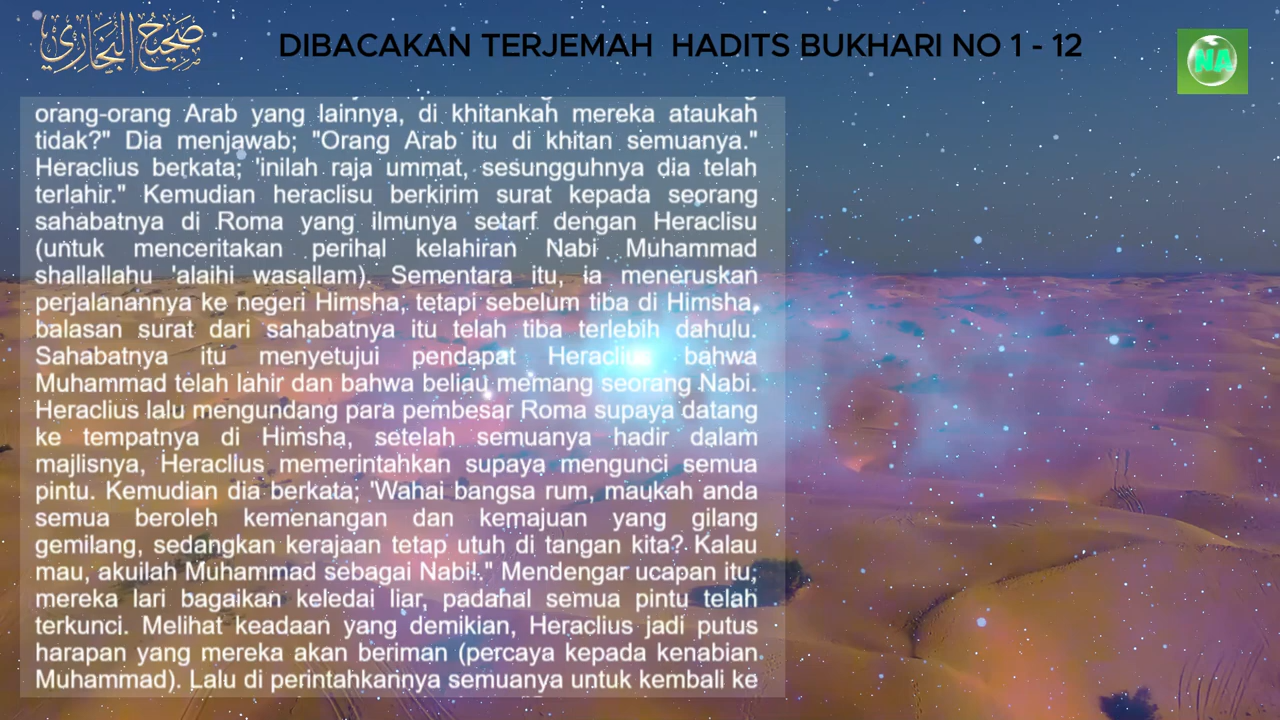 صحيح البخاري
DIBACAKAN TERJEMAH HADITS BUKHARI NO 1 - 12
NA
orang-orang Arab yang lainnya, di khitankah mereka ataukah
tidak?" Dia menjawab; "Orang Arab itu di khitan semuanya."
Heraclius berkata; 'inilah raja ummat, sesungguhnya dia telah
terlahir." Kemudian heraclisu berkirim surat kepada seorang
sahabatnya di Roma yang ilmunya setarf dengan Heraclisu
(untuk menceritakan perihal kelahiran Nabi Muhammad
shallallahu 'alaihi wasallam). Sementara itu, ia meneruskan
perjalanannya ke negeri Himsha, tetapi sebelum tiba di Himsha,
balasan surat dari sahabatnya itu telah tiba terlebih dahulu.
Sahabatnya itu menyetujui pendapat Heraclius bahwa
Muhammad telah lahir dan bahwa beliau memang seorang Nabi.
Heraclius lalu mengundang para pembesar Roma supaya datang
ke tempatnya di Himsha, setelah semuanya hadir dalam
majlisnya, Heraclius memerintahkan supaya mengunci semua
pintu. Kemudian dia berkata; 'Wahai bangsa rum, maukah anda
semua beroleh kemenangan dan kemajuan yang gilang
gemilang, sedangkan kerajaan tetap utuh di tangan kita? Kalau
mau, akuilah Muhammad sebagai Nabi!." Mendengar ucapan itu,
mereka lari bagaikan keledai liar, padahal semua pintu telah
terkunci. Melihat keadaan yang demikian, Heraclius jadi putus
harapan yang mereka akan beriman (percaya kepada kenabian
Muhammad). Lalu di perintahkannya semuanya untuk kembali ke